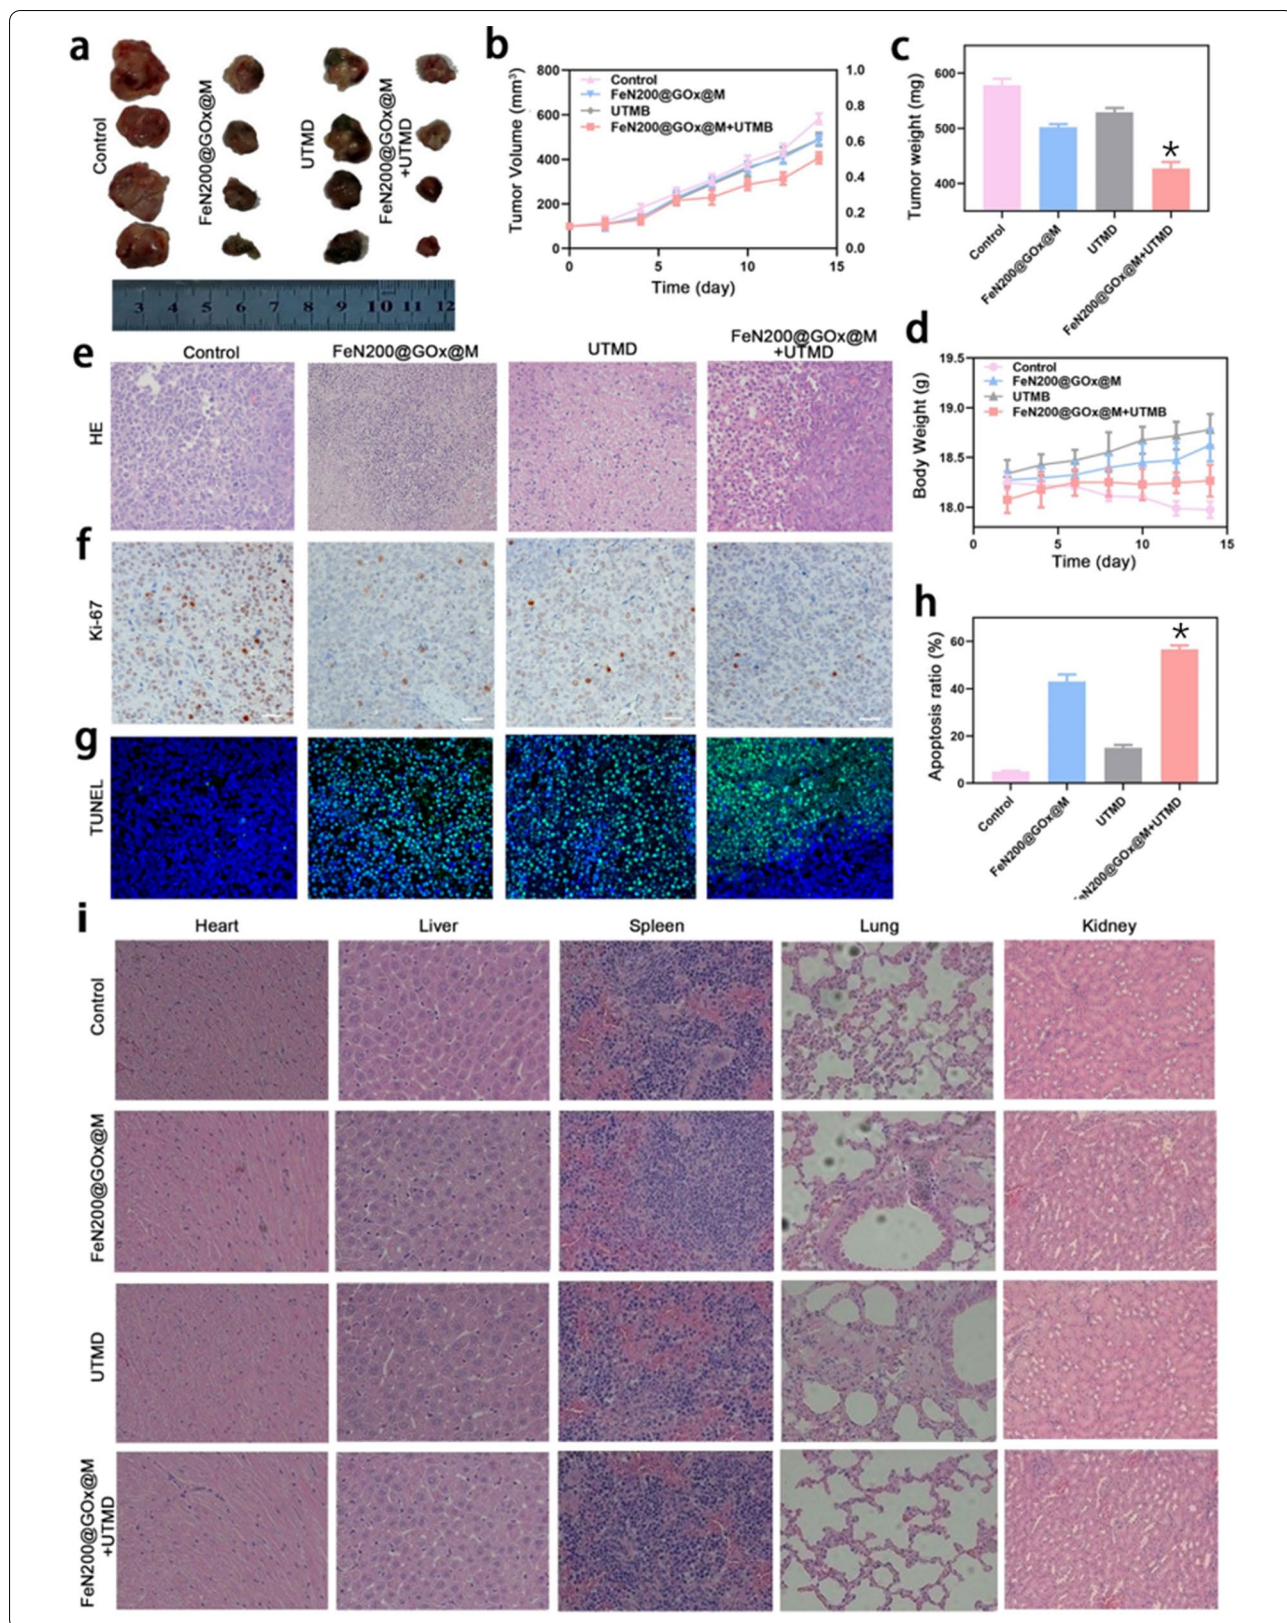 a
Control
FeN200@GOx@M
UTMD
FeN200@GOx@M
+UTMD
3 4 5 6 7 8 9 10 11 12
b
Tumor Volume (mm³)
800
600
400
200
0
1.0
0.8
0.6
0.4
0.2
0.0
Control
FeN200@GOx@M
UTMB
FeN200@GOx@M+UTMB
0 5 10 15
Time (day)
c
Tumor weight (mg)
600
500
400
*
Control
FeN200@GOx@M
UTMD
FeN200@GOx@M+UTMD
d
Body Weight (g)
19.5
19.0
18.5
18.0
Control
FeN200@GOx@M
UTMB
FeN200@GOx@M+UTMB
0 5 10 15
Time (day)
e
Control
FeN200@GOx@M
UTMD
FeN200@GOx@M
+UTMD
HE
f
Ki-67
g
TUNEL
h
Apoptosis ratio (%)
60
40
20
0
*
Control
FeN200@GOx@M
UTMD
FeN200@GOx@M+UTMD
i
Heart Liver Spleen Lung Kidney
Control
FeN200@GOx@M
UTMD
FeN200@GOx@M
+UTMD